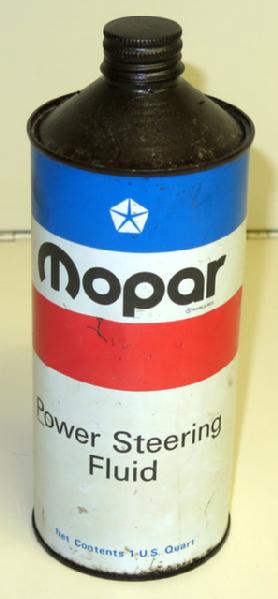 mopar
Power Steering
Fluid
Net Contents 1 U.S. Quart